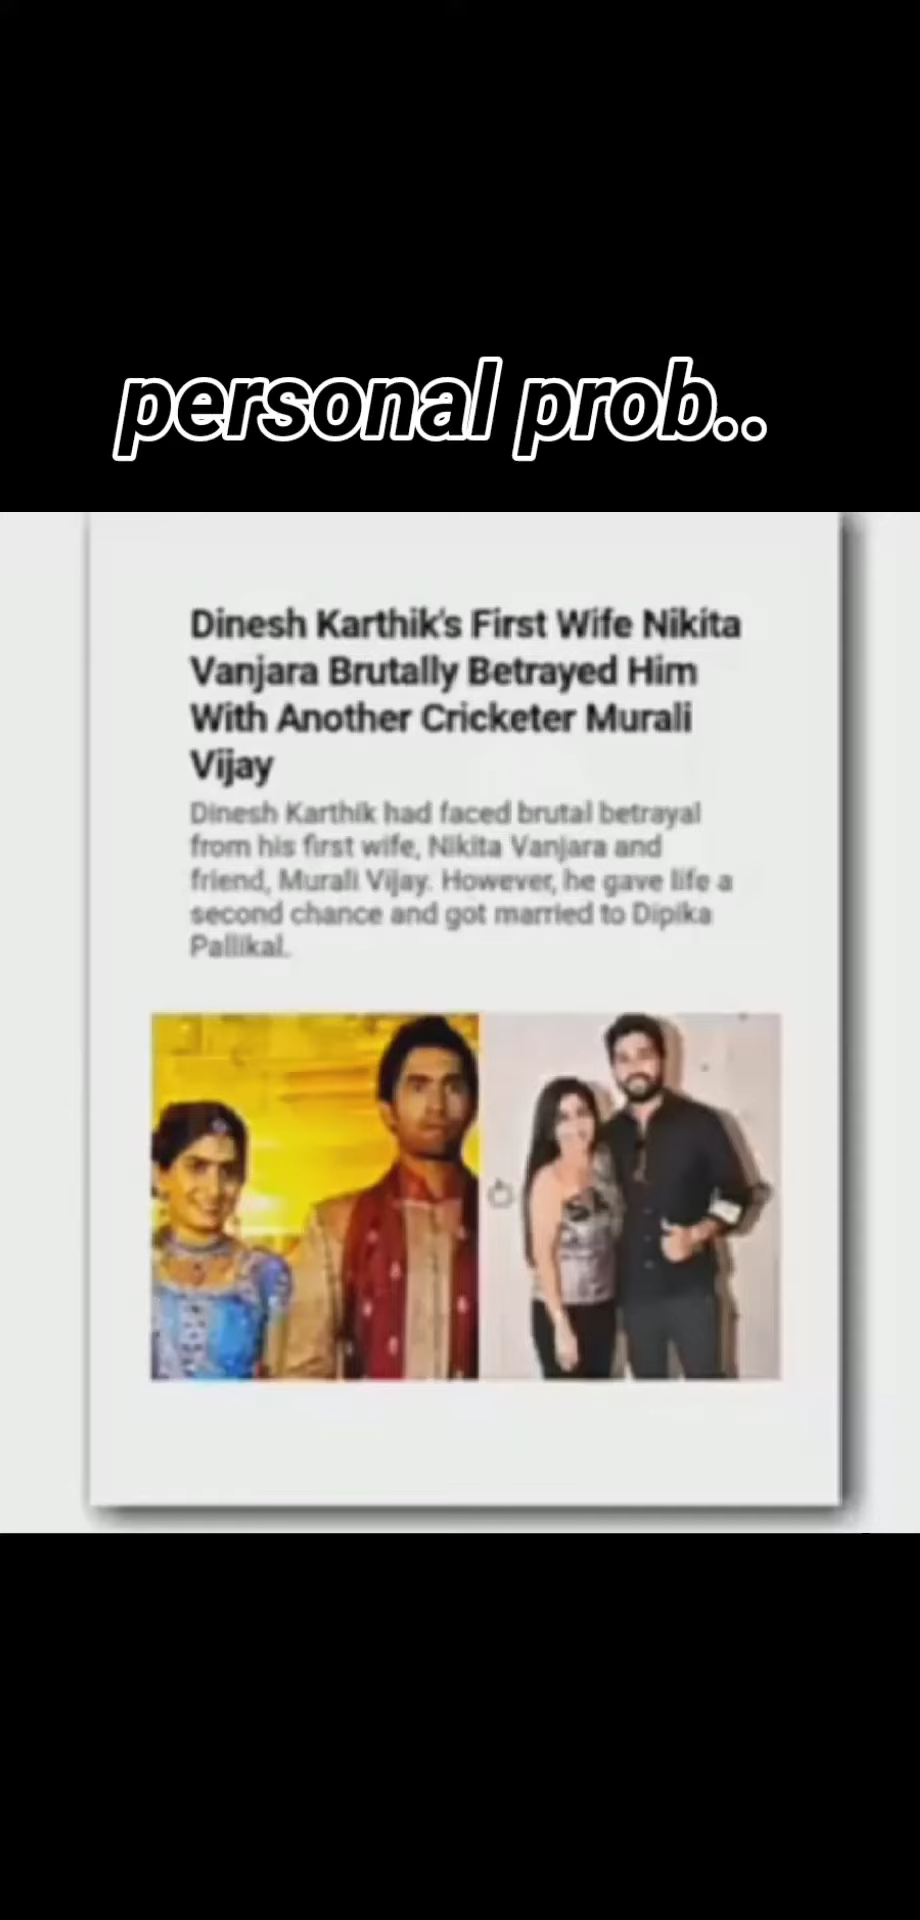 personal prob..
Dinesh Karthik's First Wife Nikita
Vanjara Brutally Betrayed Him
With Another Cricketer Murali
Vijay
Dinesh Karthik had faced brutal betrayal
from his first wife, Nikita Vanjara and
friend, Murali Vijay. However, he gave life a
second chance and got married to Dipika
Pallikal.